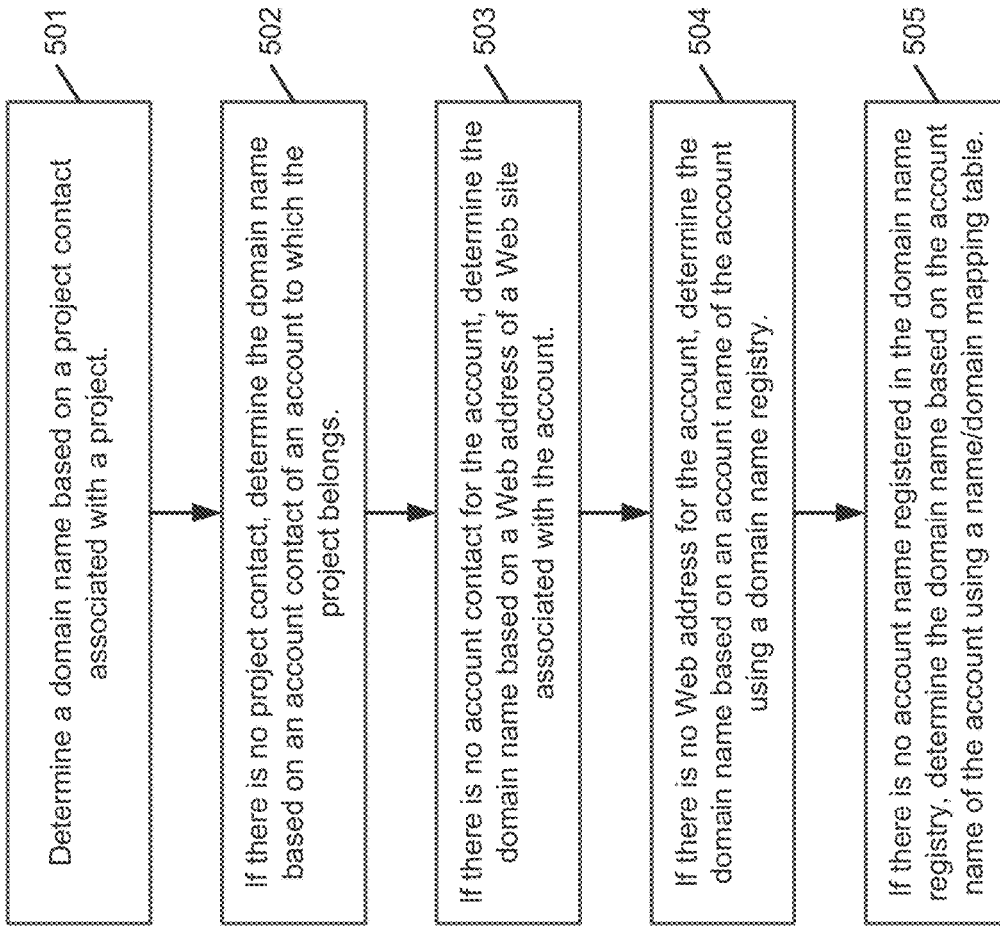 Determine a domain name based on a project contact
associated with a project.
501
If there is no project contact, determine the domain name
based on an account contact of an account to which the
project belongs.
502
If there is no account contact for the account, determine the
domain name based on a Web address of a Web site
associated with the account.
503
If there is no Web address for the account, determine the
domain name based on an account name of the account
using a domain name registry.
504
If there is no account name registered in the domain name
registry, determine the domain name based on the account
name of the account using a name/domain mapping table.
505